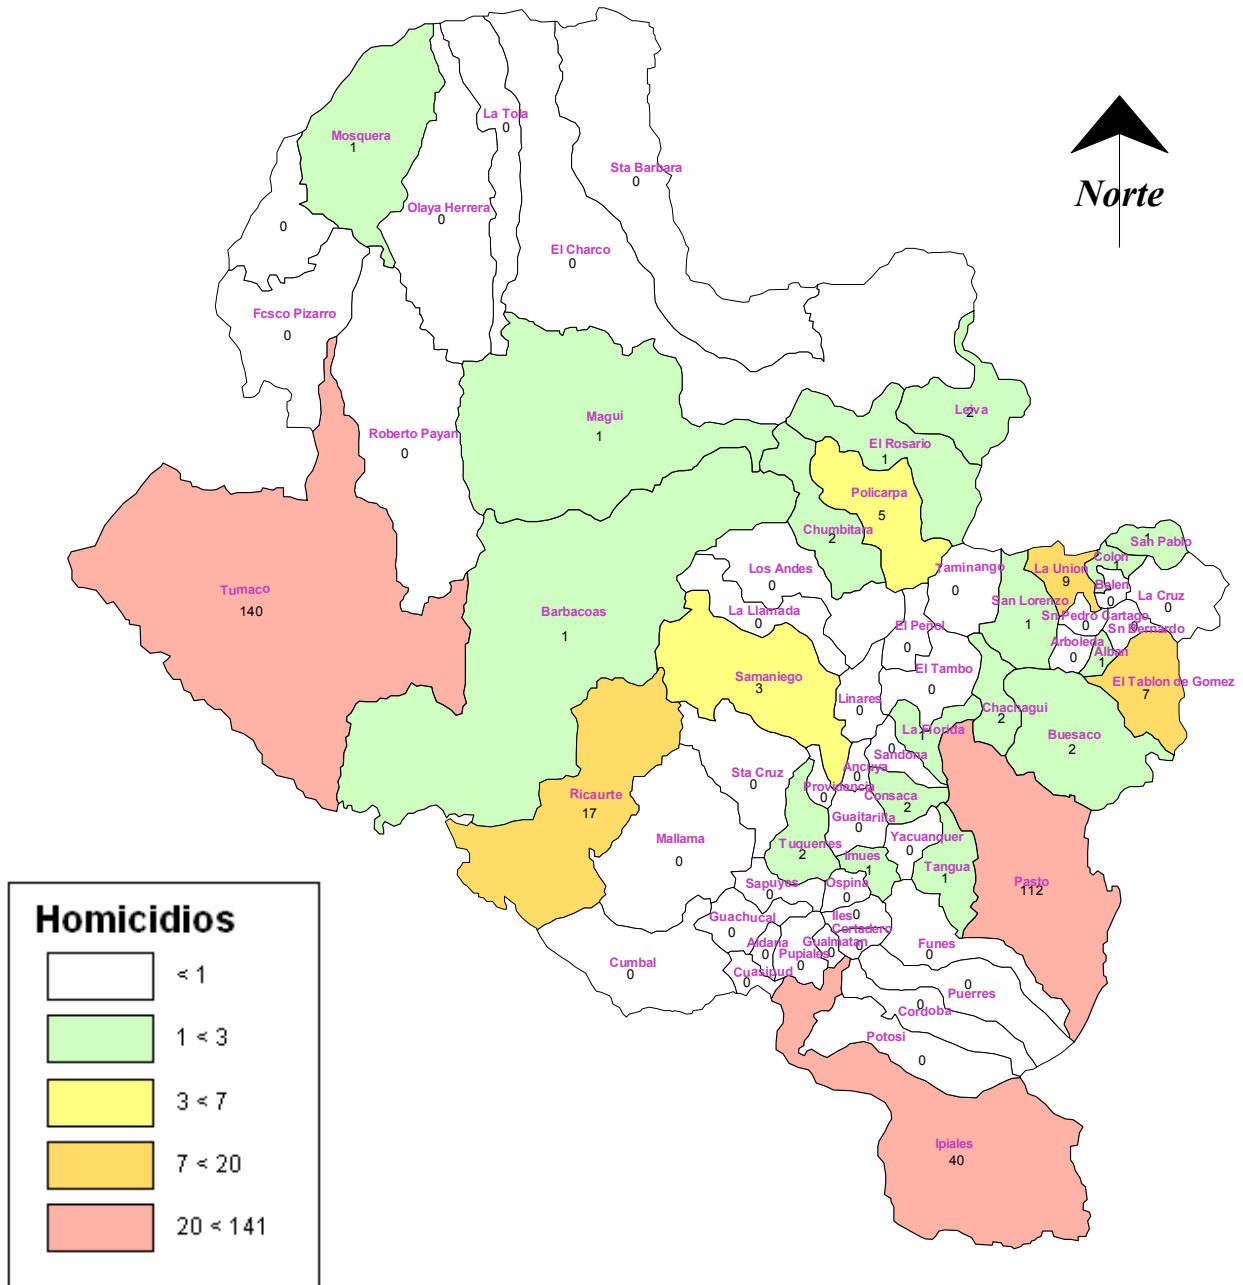 La Tola
0
Mosquera
1
Sta Barbara
0
Norte
Olaya Herrera
0
0
El Charco
0
Fcsco Pizarro
0
Magui
1
Leiva
2
Roberto Payan
0
El Rosario
1
Policarpa
5
Chumbitara
2
San Pablo
1
Colon
1
Los Andes
0
Taminango
0
La Union
9
Belen
0
La Cruz
0
Tumaco
140
Barbacoas
1
La Llamada
0
San Lorenzo
1
Sn Pedro Cartago
0
Sn Bernardo
0
El Peñol
0
Arboleda
0
Alban
1
El Tambo
0
Samaniego
3
El Tablon de Gomez
7
Linares
0
Chachagui
2
La Florida
1
Buesaco
2
Sandona
0
Ancuya
0
Sta Cruz
0
Providencia
0
Consaca
2
Ricaurte
17
Guaitarilla
0
Mallama
0
Yacuanquer
0
Tuquerres
2
Imues
1
Tangua
1
Pasto
112
Sapuyes
0
Ospina
0
Guachucal
0
Iles
0
Contadero
0
Aldana
0
Gualmatan
0
Pupiales
0
Funes
0
Cumbal
0
Cuaspud
0
Puerres
0
Cordoba
0
Potosi
0
Ipiales
40
Homicidios
< 1
1 < 3
3 < 7
7 < 20
20 < 141